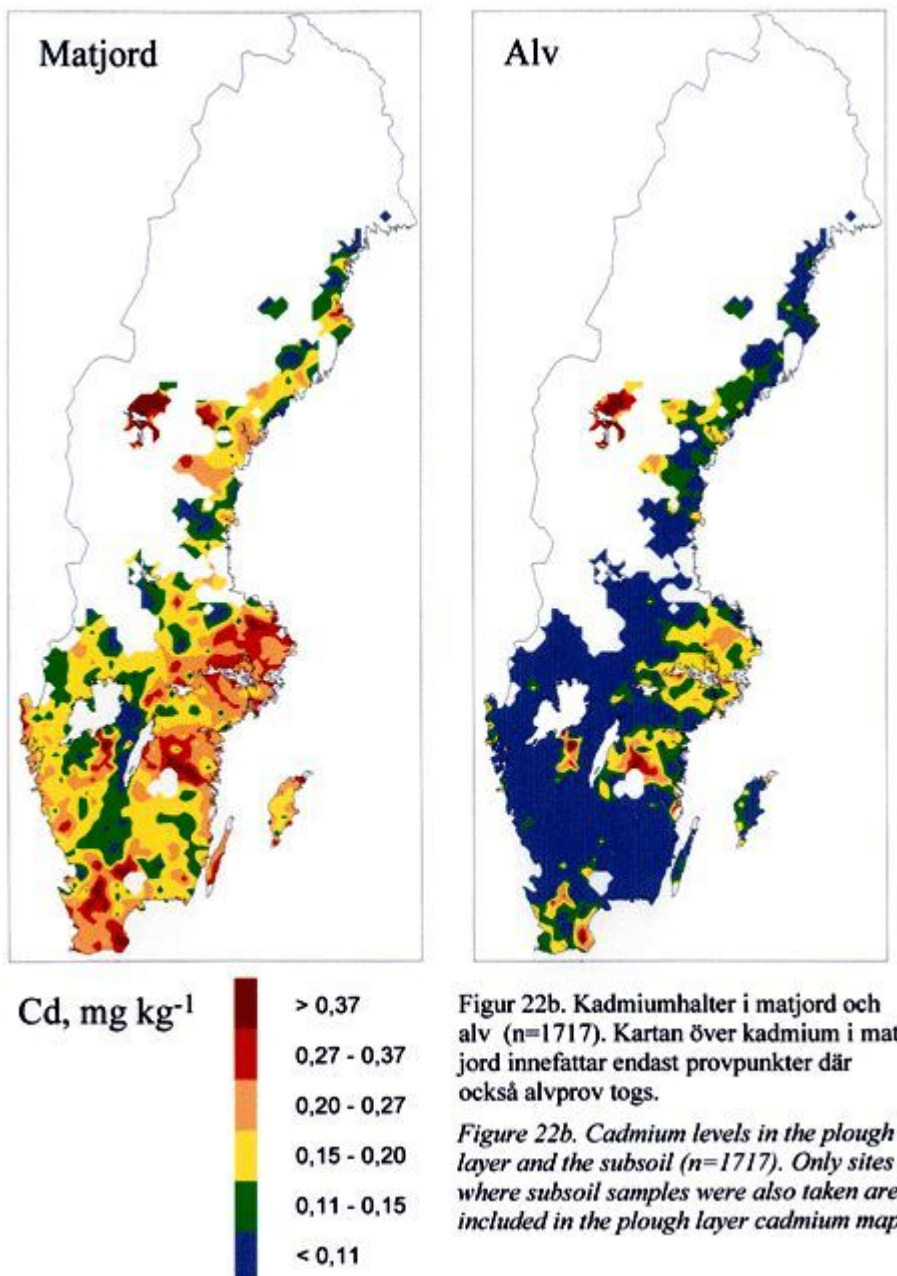 Matjord
Alv
Cd, mg kg-1
> 0,37
0,27 - 0,37
0,20 - 0,27
0,15 - 0,20
0,11 - 0,15
< 0,11
Figur 22b. Kadmiumhalter i matjord och
alv (n=1717). Kartan över kadmium i mat
jord innefattar endast provpunkter där
också alvprov togs.
Figure 22b. Cadmium levels in the plough
layer and the subsoil (n=1717). Only sites
where subsoil samples were also taken are
included in the plough layer cadmium map